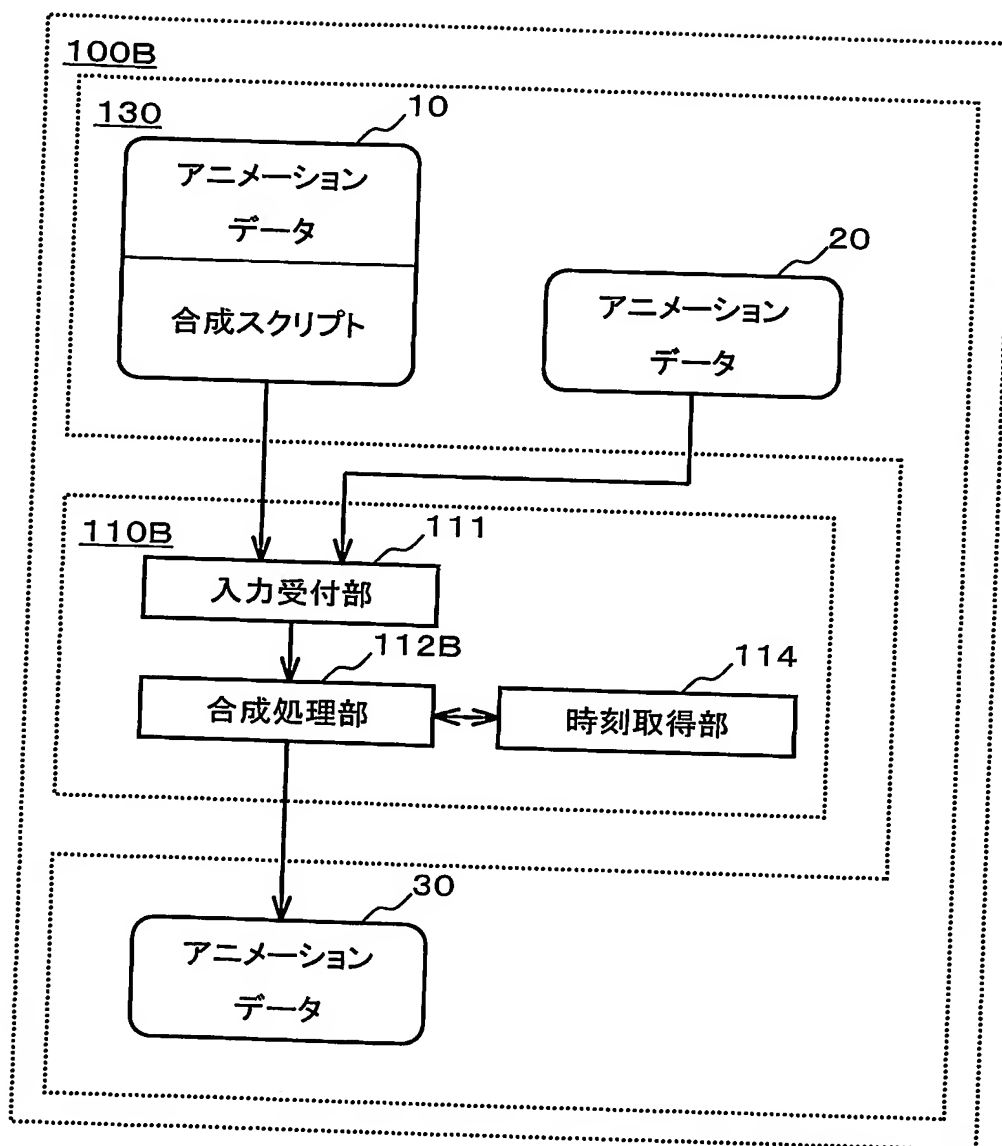 100B
130
10
アニメーション
データ
合成スクリプト
20
アニメーション
データ
110B
111
入力受付部
112B
合成処理部
114
時刻取得部
30
アニメーション
データ